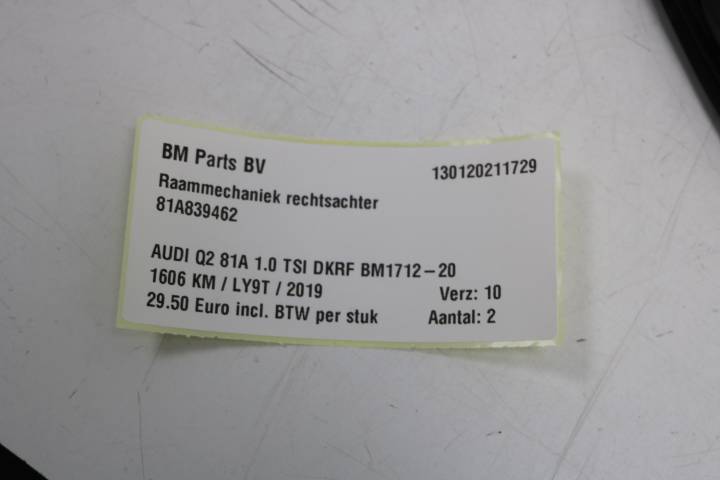 BM Parts BV 130120211729
Raammechaniek rechtsachter
81A839462
AUDI Q2 81A 1.0 TSI DKRF BM1712-20
1606 KM / LY9T / 2019 Verz: 10
29.50 Euro incl. BTW per stuk Aantal: 2